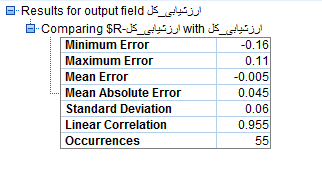 Results for output field ارزشیابی_کل
Comparing $R-ارزشیابی_کل with ارزشیابی_کل
Minimum Error -0.16
Maximum Error 0.11
Mean Error -0.005
Mean Absolute Error 0.045
Standard Deviation 0.06
Linear Correlation 0.955
Occurrences 55